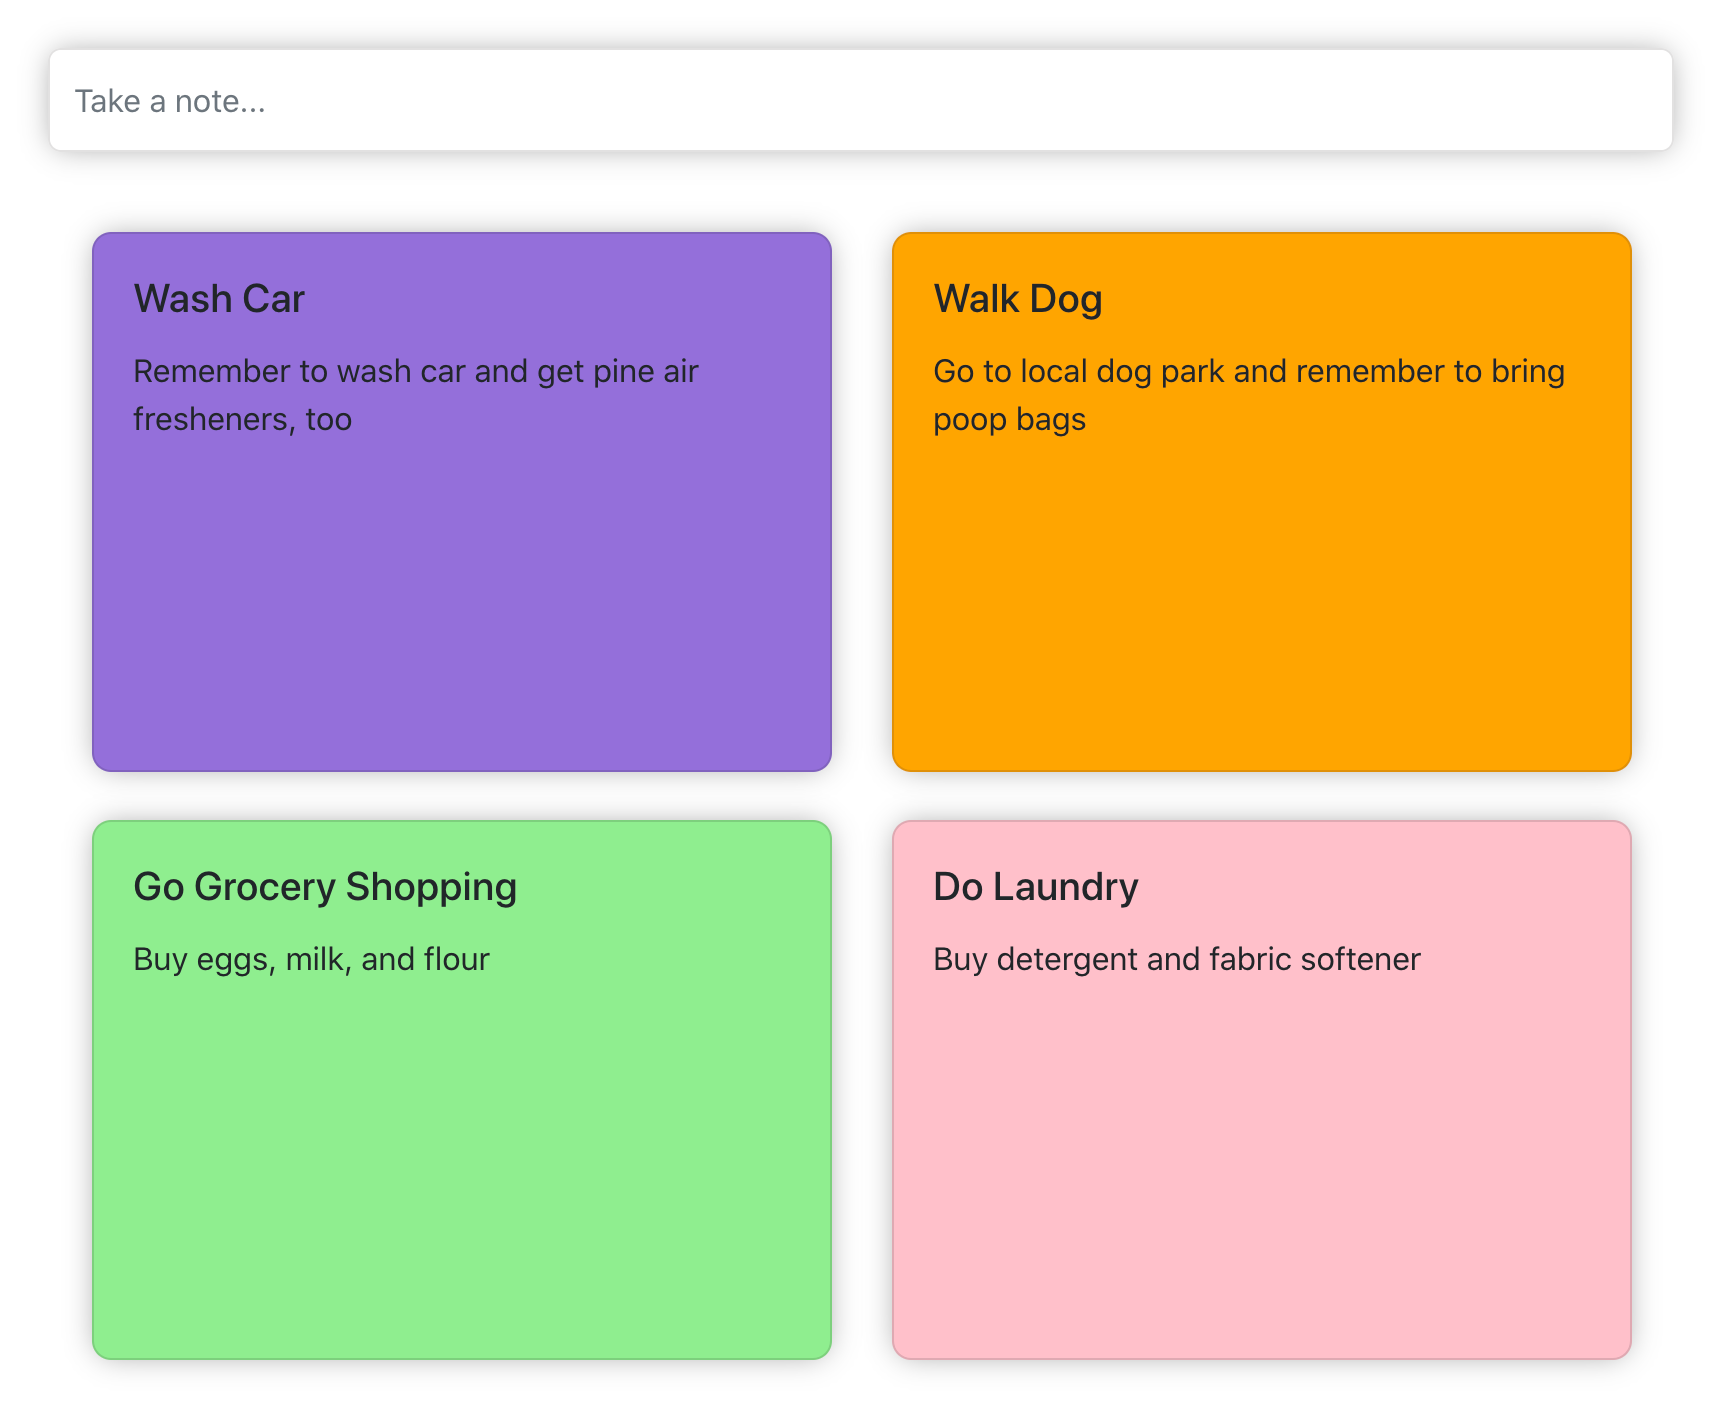 Take a note...
Wash Car
Remember to wash car and get pine air
fresheners, too
Walk Dog
Go to local dog park and remember to bring
poop bags
Go Grocery Shopping
Buy eggs, milk, and flour
Do Laundry
Buy detergent and fabric softener